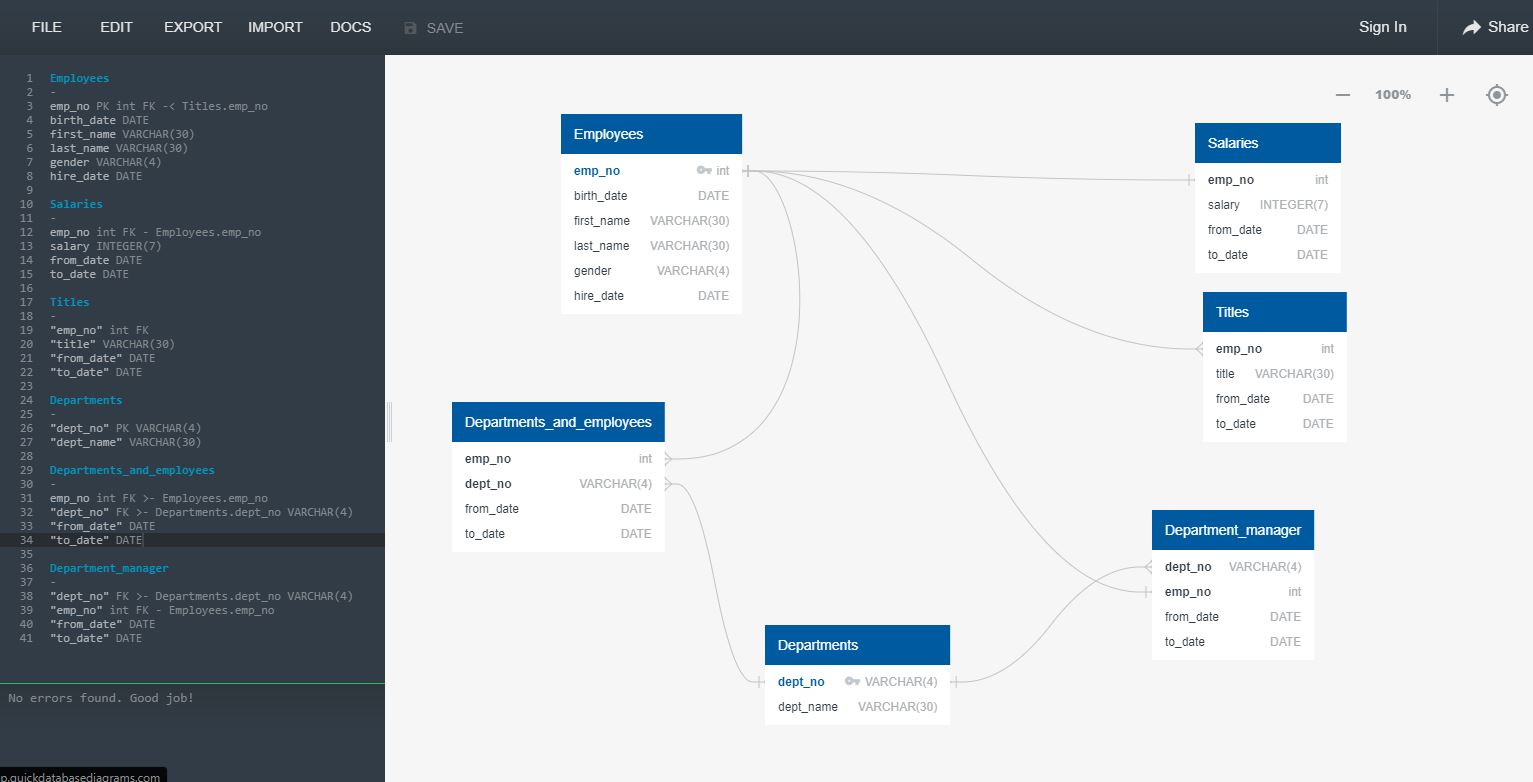 FILE EDIT EXPORT IMPORT DOCS SAVE Sign In Share
1 Employees
2 -
3 emp_no PK int FK -< Titles.emp_no
4 birth_date DATE
5 first_name VARCHAR(30)
6 last_name VARCHAR(30)
7 gender VARCHAR(4)
8 hire_date DATE
9
10 Salaries
11 -
12 emp_no int FK - Employees.emp_no
13 salary INTEGER(7)
14 from_date DATE
15 to_date DATE
16
17 Titles
18 -
19 "emp_no" int FK
20 "title" VARCHAR(30)
21 "from_date" DATE
22 "to_date" DATE
23
24 Departments
25 -
26 "dept_no" PK VARCHAR(4)
27 "dept_name" VARCHAR(30)
28
29 Departments_and_employees
30 -
31 emp_no int FK >- Employees.emp_no
32 "dept_no" FK >- Departments.dept_no VARCHAR(4)
33 "from_date" DATE
34 "to_date" DATE
35
36 Department_manager
37 -
38 "dept_no" FK >- Departments.dept_no VARCHAR(4)
39 "emp_no" int FK - Employees.emp_no
40 "from_date" DATE
41 "to_date" DATE
No errors found. Good job!
p.quickdatabasediagrams.com
100%
Employees
emp_no int
birth_date DATE
first_name VARCHAR(30)
last_name VARCHAR(30)
gender VARCHAR(4)
hire_date DATE
Salaries
emp_no int
salary INTEGER(7)
from_date DATE
to_date DATE
Titles
emp_no int
title VARCHAR(30)
from_date DATE
to_date DATE
Departments_and_employees
emp_no int
dept_no VARCHAR(4)
from_date DATE
to_date DATE
Department_manager
dept_no VARCHAR(4)
emp_no int
from_date DATE
to_date DATE
Departments
dept_no VARCHAR(4)
dept_name VARCHAR(30)